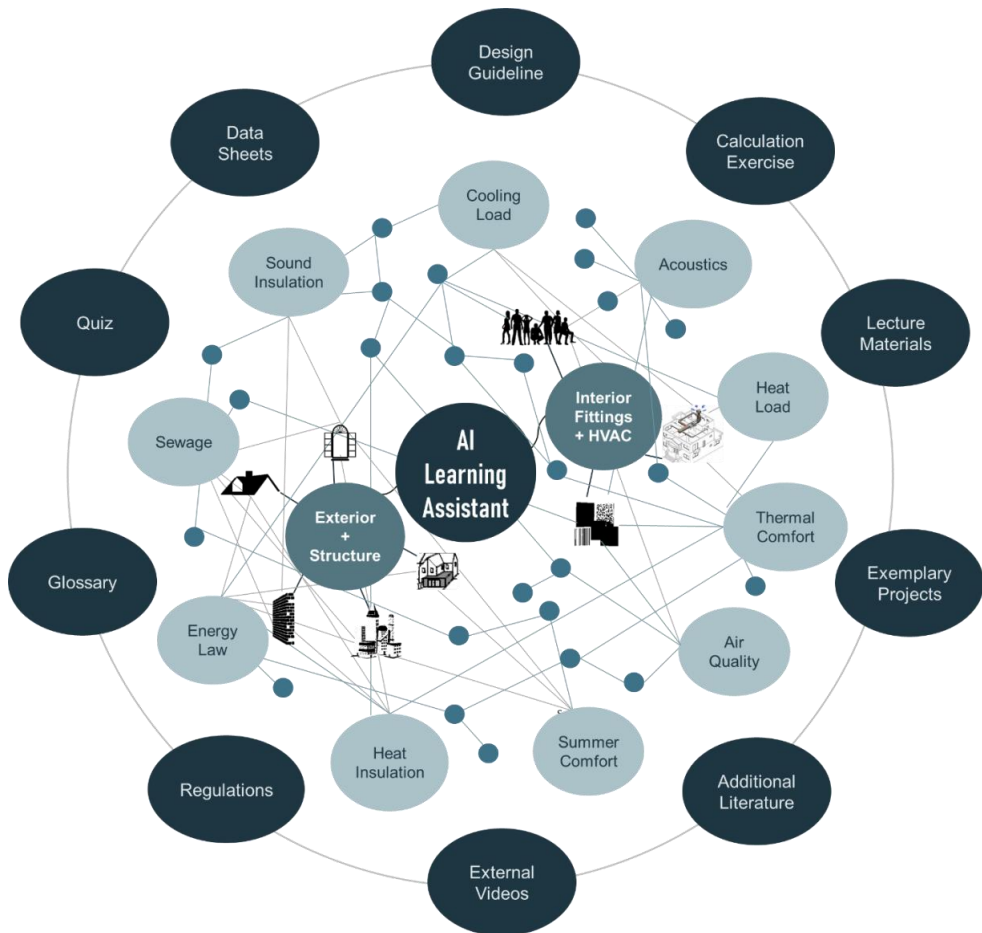 Design
Guideline
Data
Sheets
Calculation
Exercise
Cooling
Load
Sound
Insulation
Acoustics
Quiz
Lecture
Materials
Heat
Load
Interior
Fittings
+ HVAC
Sewage
AI
Learning
Assistant
Exterior
+
Structure
Thermal
Comfort
Glossary
Exemplary
Projects
Energy
Law
Air
Quality
Heat
Insulation
Summer
Comfort
Regulations
Additional
Literature
External
Videos